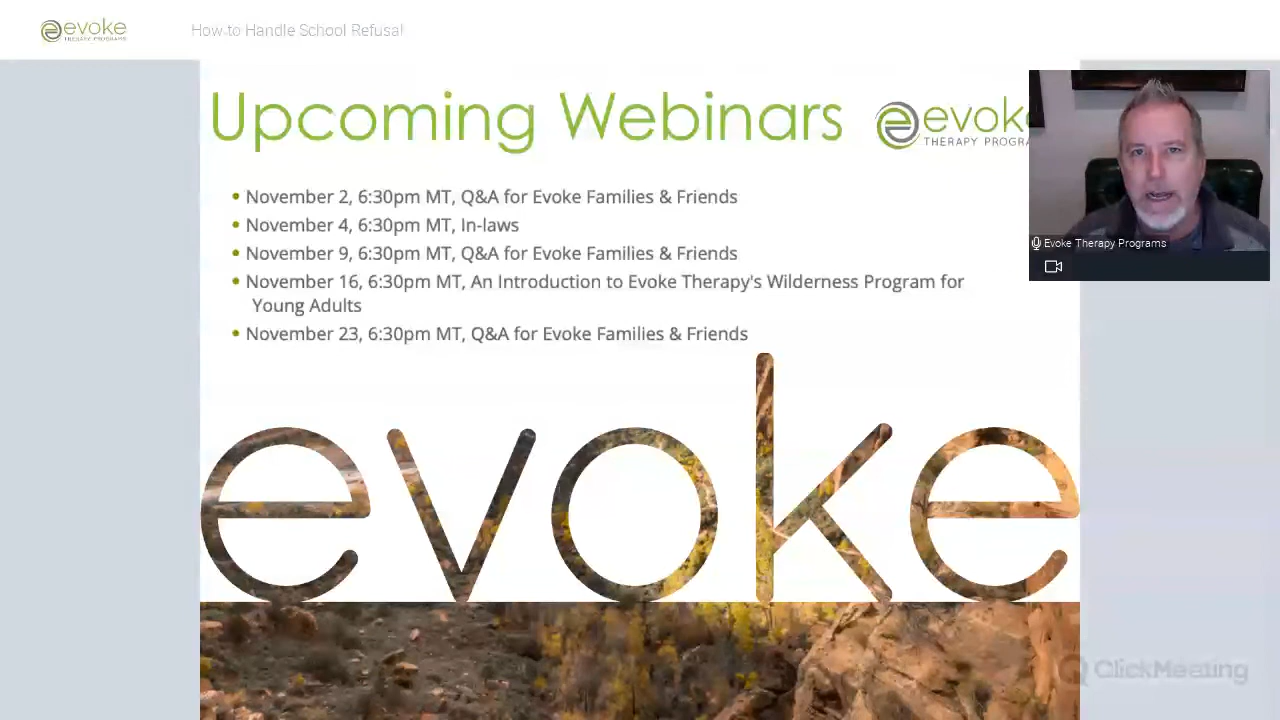 evoke
THERAPY PROGRAMS
How to Handle School Refusal
Upcoming Webinars
evoke
THERAPY PROGRA
• November 2, 6:30pm MT, Q&A for Evoke Families & Friends
• November 4, 6:30pm MT, In-laws
• November 9, 6:30pm MT, Q&A for Evoke Families & Friends
• November 16, 6:30pm MT, An Introduction to Evoke Therapy's Wilderness Program for
Young Adults
• November 23, 6:30pm MT, Q&A for Evoke Families & Friends
Evoke Therapy Programs
evoke
ClickMeeting